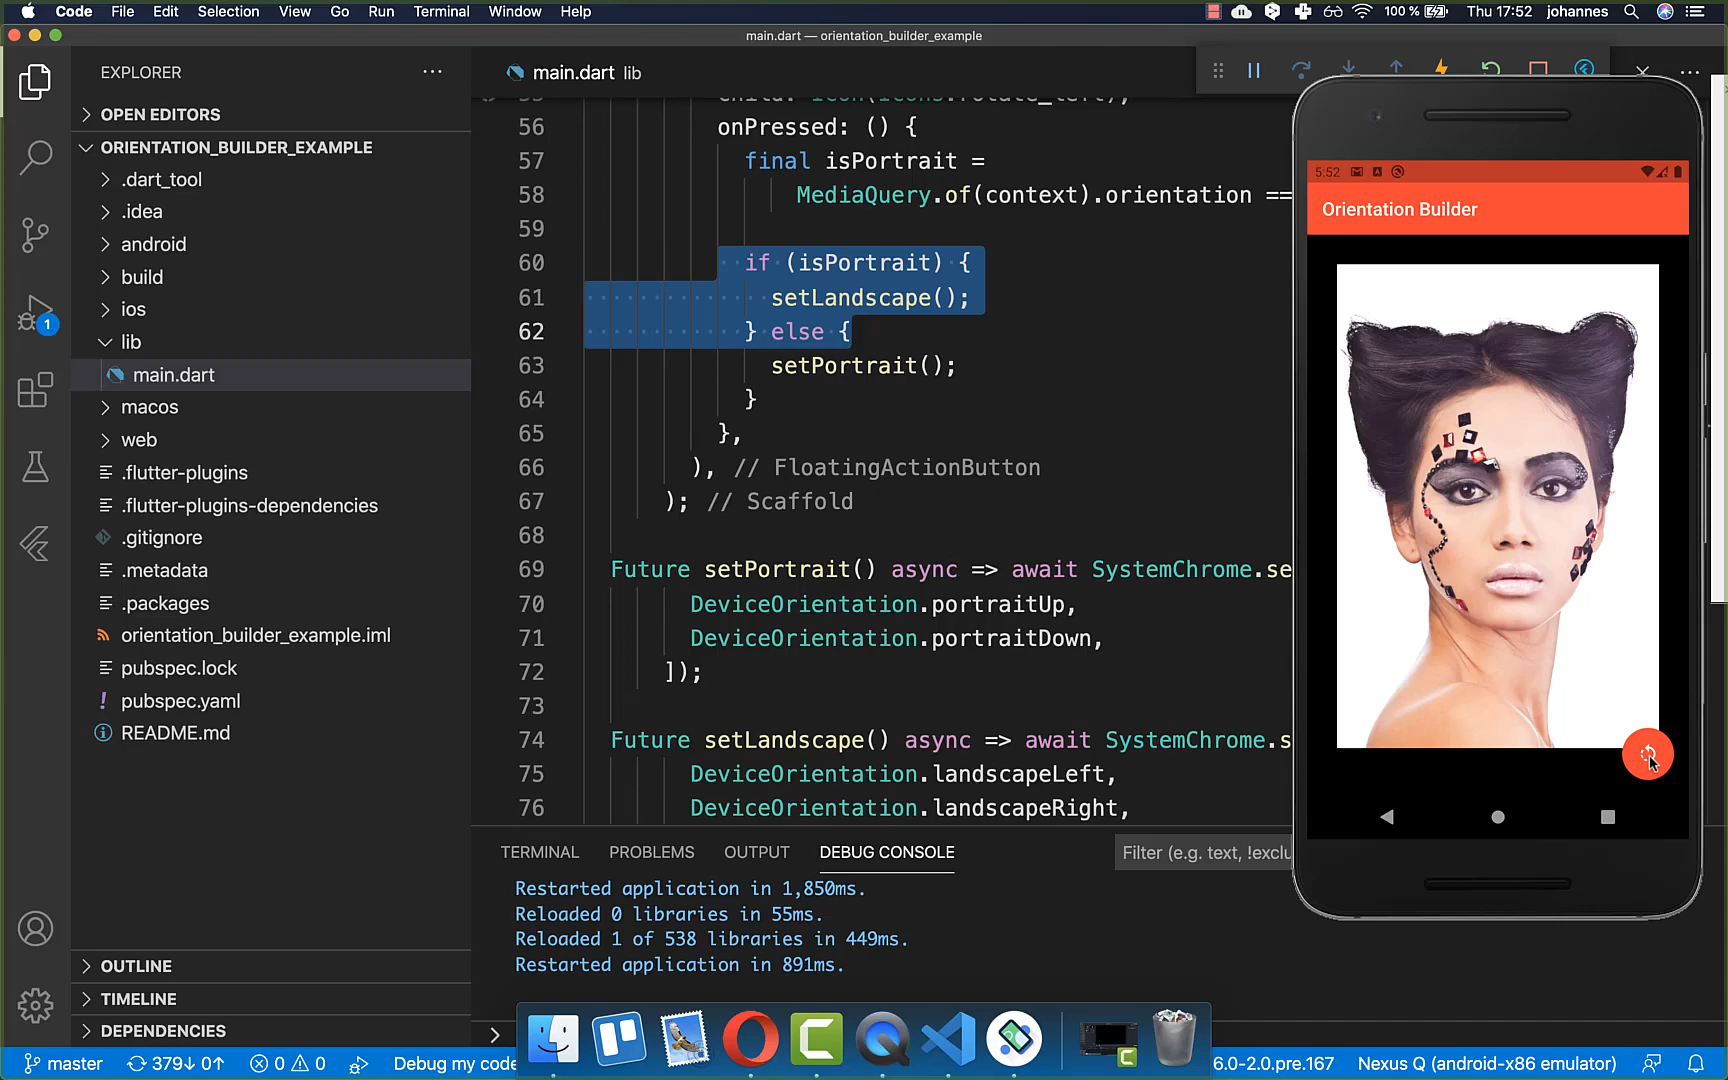 Code File Edit Selection View Go Run Terminal Window Help
100 % Thu 17:52 johannes
main.dart — orientation_builder_example
EXPLORER
OPEN EDITORS
ORIENTATION_BUILDER_EXAMPLE
.dart_tool
.idea
android
build
ios
lib
main.dart
macos
web
.flutter-plugins
.flutter-plugins-dependencies
.gitignore
.metadata
.packages
orientation_builder_example.iml
pubspec.lock
pubspec.yaml
README.md
OUTLINE
TIMELINE
DEPENDENCIES
1
main.dart lib
56 onPressed: () {
57 final isPortrait =
58 MediaQuery.of(context).orientation ==
59
60 if (isPortrait) {
61 setLandscape();
62 } else {
63 setPortrait();
64 }
65 },
66 ), // FloatingActionButton
67 ); // Scaffold
68
69 Future setPortrait() async => await SystemChrome.se
70 DeviceOrientation.portraitUp,
71 DeviceOrientation.portraitDown,
72 ]);
73
74 Future setLandscape() async => await SystemChrome.s
75 DeviceOrientation.landscapeLeft,
76 DeviceOrientation.landscapeRight,
TERMINAL PROBLEMS OUTPUT DEBUG CONSOLE
Filter (e.g. text, !exclu
Restarted application in 1,850ms.
Reloaded 0 libraries in 55ms.
Reloaded 1 of 538 libraries in 449ms.
Restarted application in 891ms.
5:52
Orientation Builder
master 379↓ 0↑ 0 0 Debug my code
6.0-2.0.pre.167 Nexus Q (android-x86 emulator)